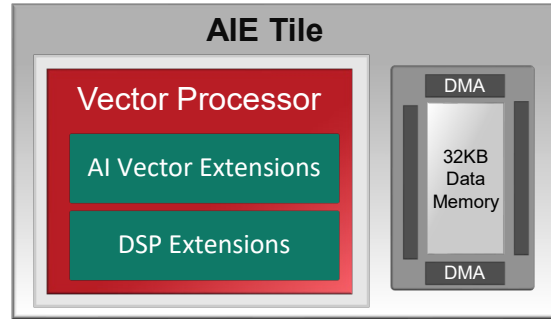 AIE Tile
Vector Processor
AI Vector Extensions
DSP Extensions
DMA
32KB
Data
Memory
DMA